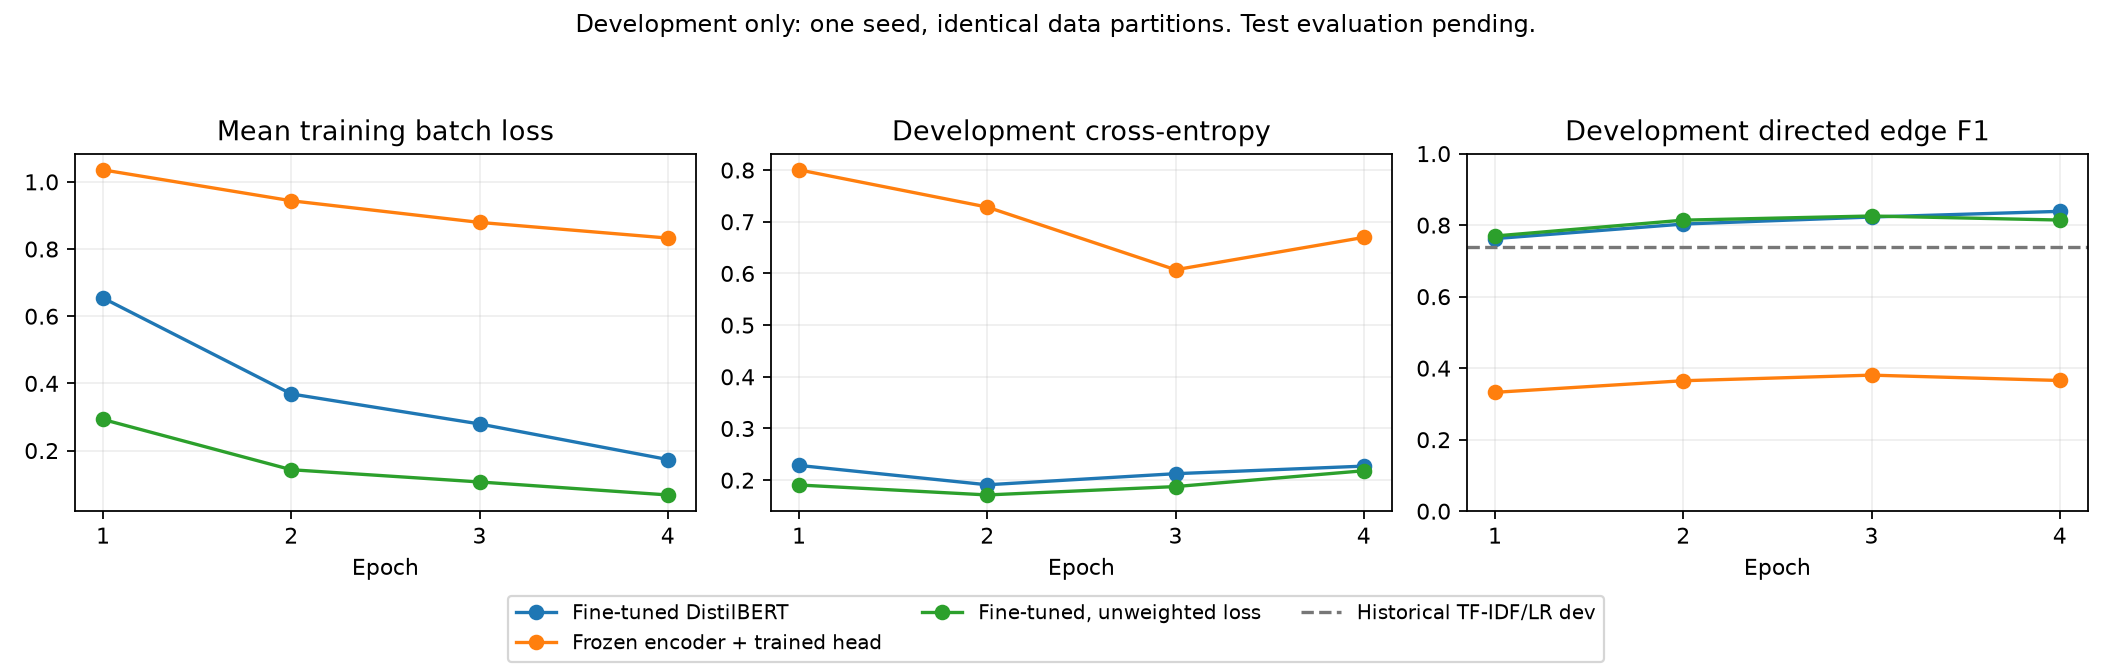 Development only: one seed, identical data partitions. Test evaluation pending.
Mean training batch loss
1.0
0.8
0.6
0.4
0.2
1 2 3 4
Epoch
Development cross-entropy
0.8
0.7
0.6
0.5
0.4
0.3
0.2
1 2 3 4
Epoch
Development directed edge F1
1.0
0.8
0.6
0.4
0.2
0.0
1 2 3 4
Epoch
Fine-tuned DistilBERT
Frozen encoder + trained head
Fine-tuned, unweighted loss
Historical TF-IDF/LR dev